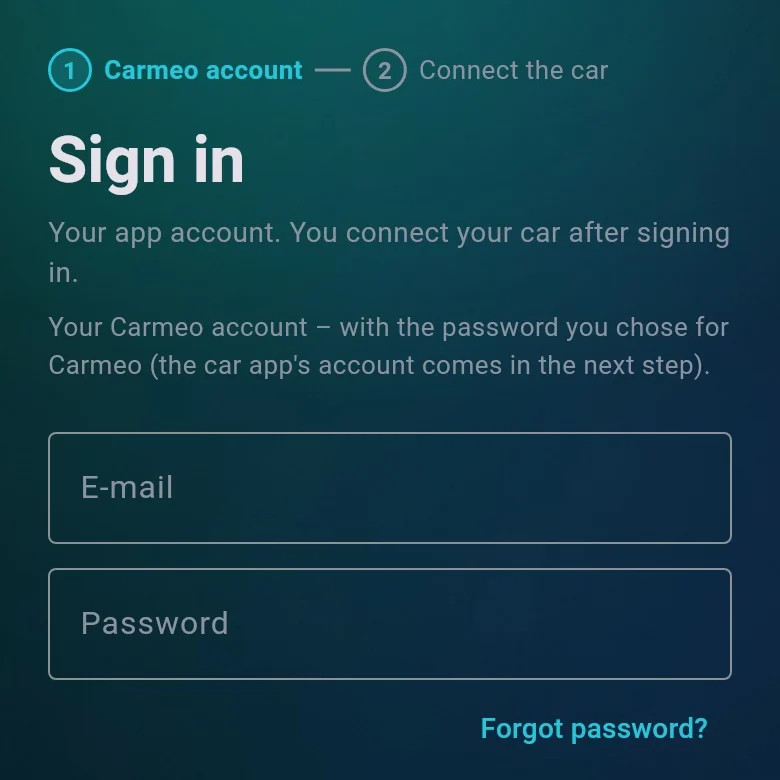 1 Carmeo account — 2 Connect the car
Sign in
Your app account. You connect your car after signing
in.
Your Carmeo account – with the password you chose for
Carmeo (the car app's account comes in the next step).
E-mail
Password
Forgot password?